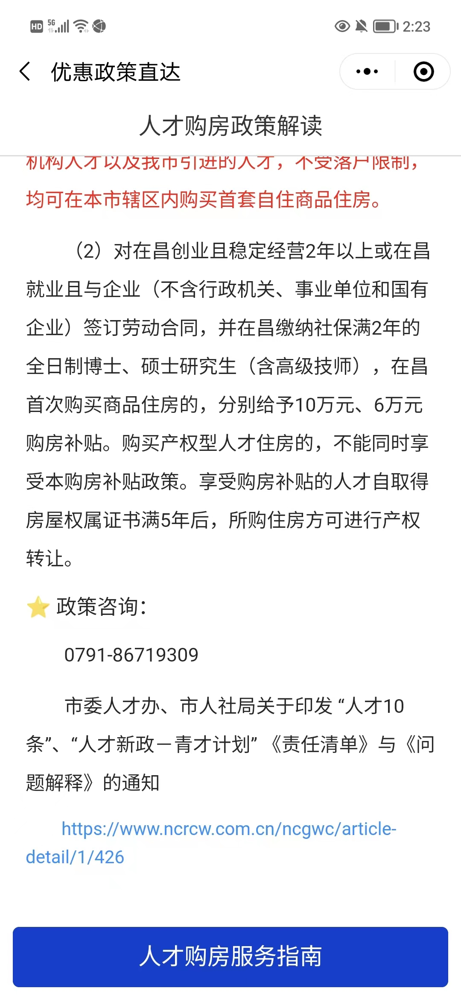 HD 5G 2:23
优惠政策直达
人才购房政策解读
机构人才以及我市引进的人才，不受落户限制，
均可在本市辖区内购买首套自住商品住房。
（2）对在昌创业且稳定经营2年以上或在昌
就业且与企业（不含行政机关、事业单位和国有
企业）签订劳动合同，并在昌缴纳社保满2年的
全日制博士、硕士研究生（含高级技师），在昌
首次购买商品住房的，分别给予10万元、6万元
购房补贴。购买产权型人才住房的，不能同时享
受本购房补贴政策。享受购房补贴的人才自取得
房屋权属证书满5年后，所购住房方可进行产权
转让。
⭐ 政策咨询：
0791-86719309
市委人才办、市人社局关于印发 “人才10
条”、“人才新政－青才计划” 《责任清单》与《问
题解释》的通知
https://www.ncrcw.com.cn/ncgwc/article-
detail/1/426
人才购房服务指南